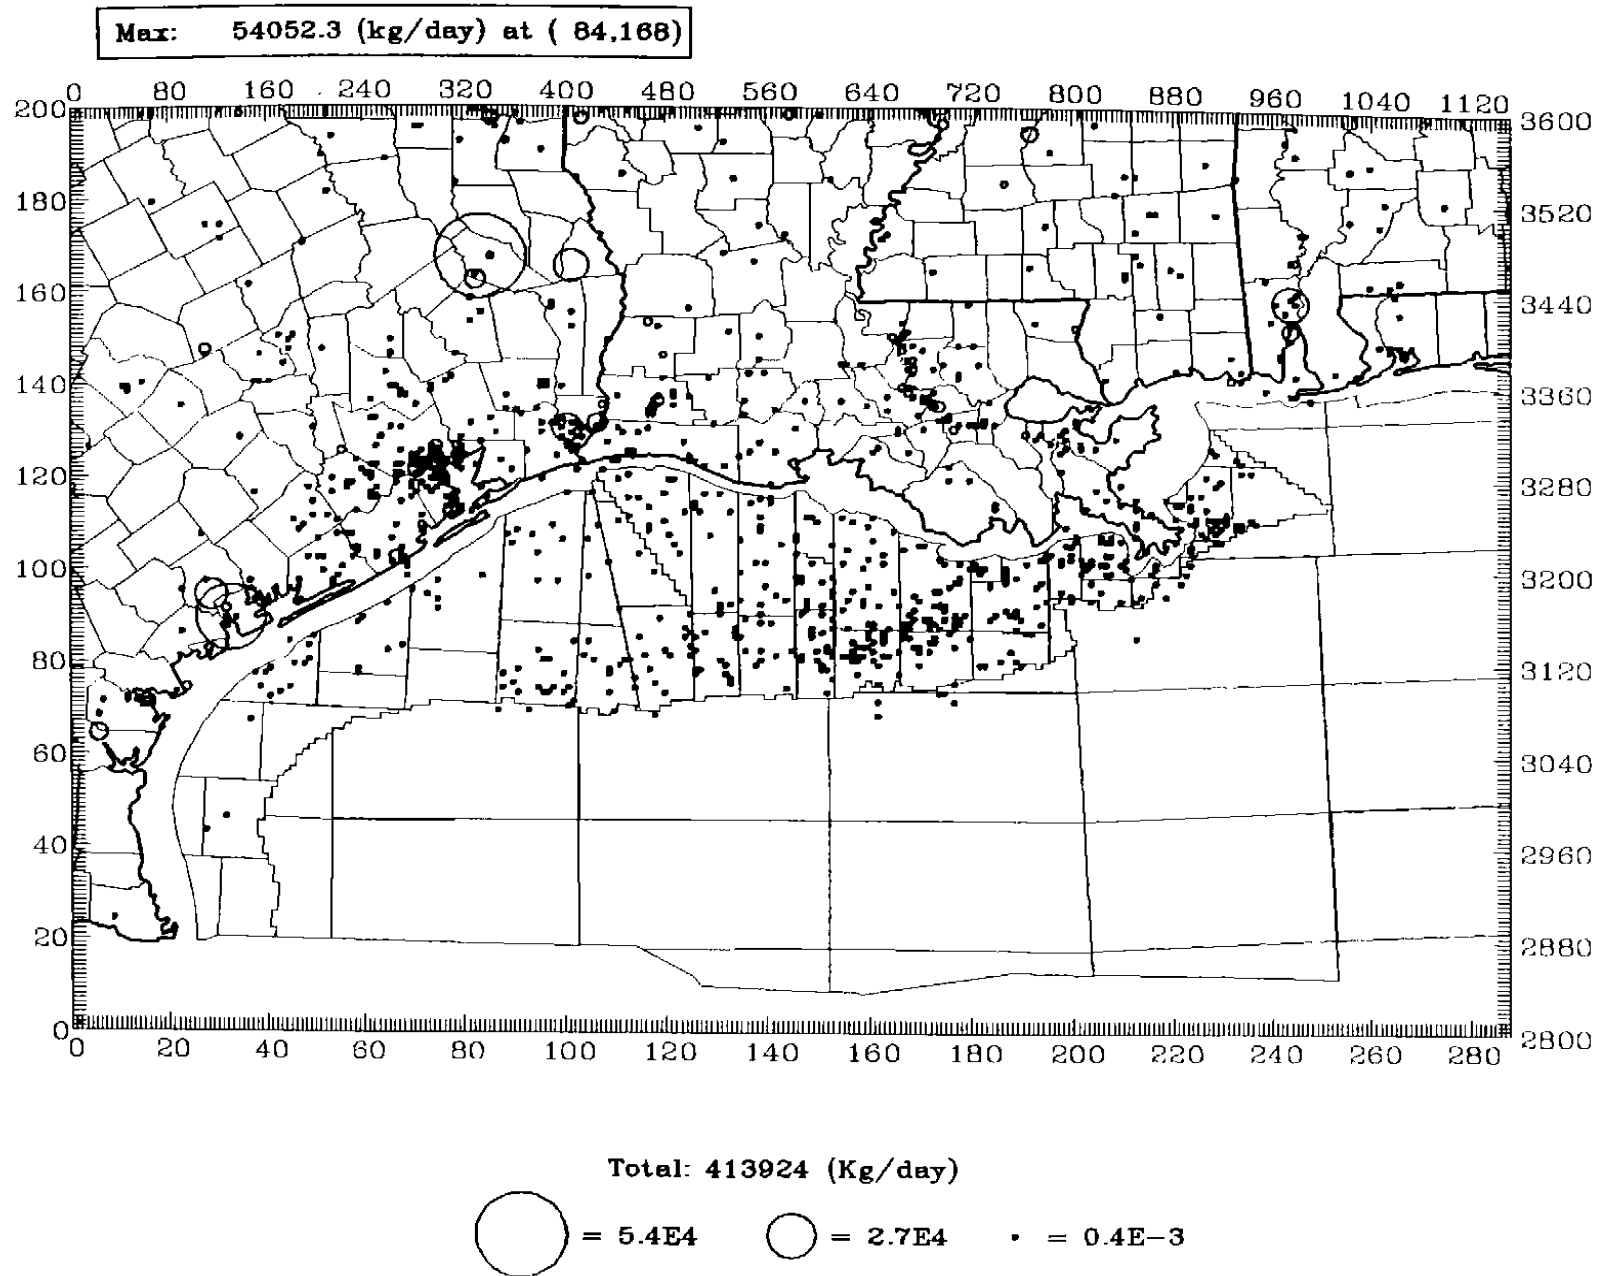 Max: 54052.3 (kg/day) at ( 84,168)
0 80 160 240 320 400 480 560 640 720 800 880 960 1040 1120
200 3600
180 3520
160 3440
140 3360
120 3280
100 3200
80 3120
60 3040
40 2960
20 2880
0 2800
0 20 40 60 80 100 120 140 160 180 200 220 240 260 280
Total: 413924 (Kg/day)
= 5.4E4 = 2.7E4 = 0.4E-3